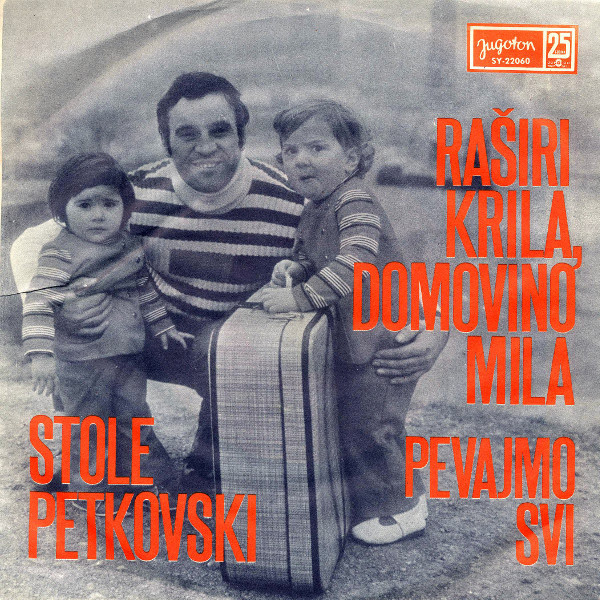 Jugoton
SY-22060
25
RAŠIRI
KRILA,
DOMOVINO
MILA
PEVAJMO
SVI
STOLE
PETKOVSKI